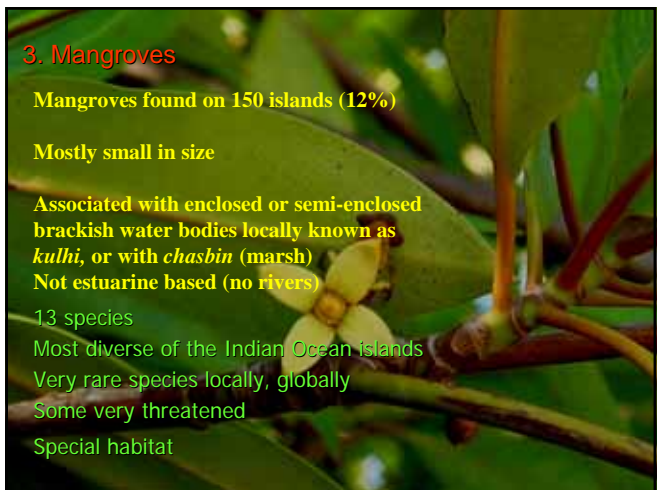 3. Mangroves
Mangroves found on 150 islands (12%)
Mostly small in size
Associated with enclosed or semi-enclosed
brackish water bodies locally known as
kulhi, or with chasbin (marsh)
Not estuarine based (no rivers)
13 species
Most diverse of the Indian Ocean islands
Very rare species locally, globally
Some very threatened
Special habitat